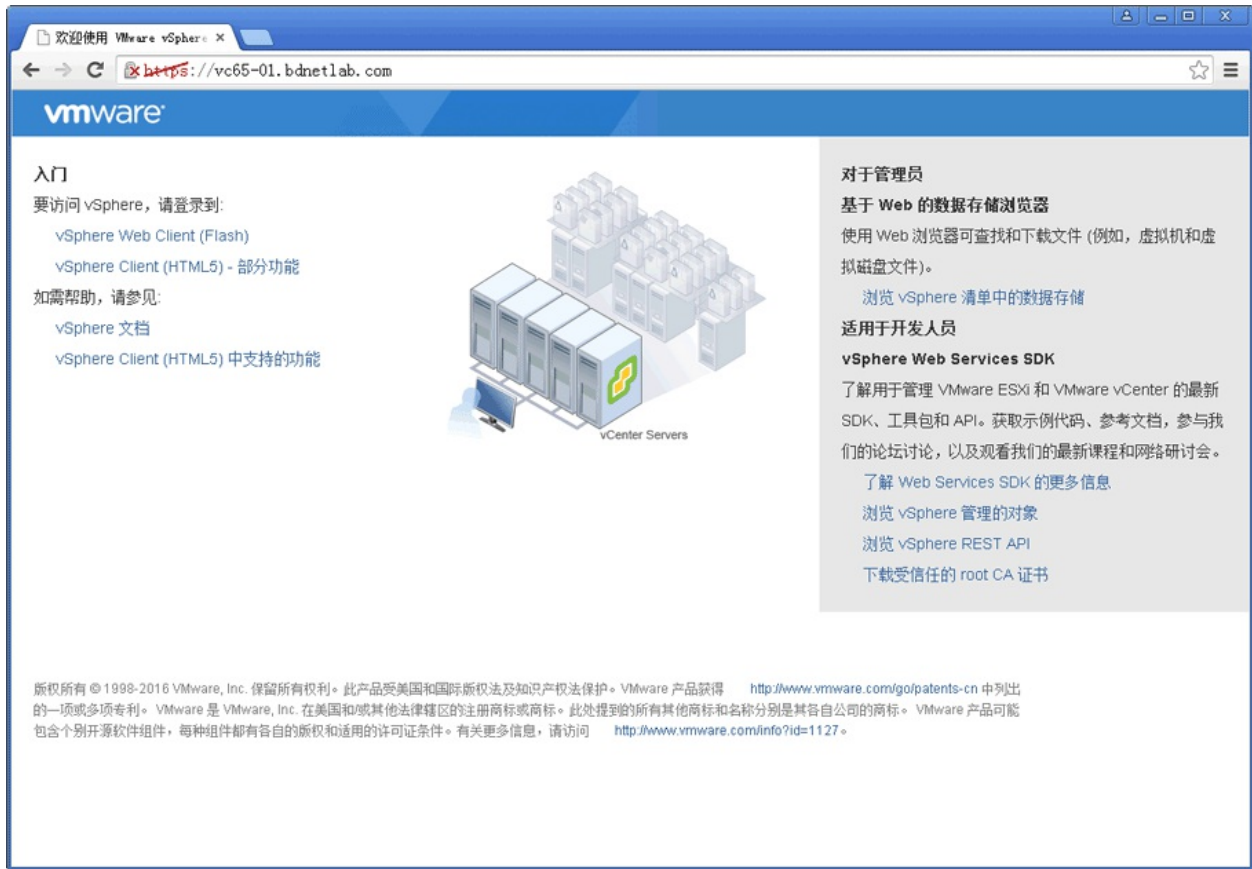 欢迎使用 VMware vSphere
https://vc65-01.bdnetlab.com
vmware
入门
要访问 vSphere，请登录到:
vSphere Web Client (Flash)
vSphere Client (HTML5) - 部分功能
如需帮助，请参见:
vSphere 文档
vSphere Client (HTML5) 中支持的功能
vCenter Servers
对于管理员
基于 Web 的数据存储浏览器
使用 Web 浏览器可查找和下载文件 (例如，虚拟机和虚
拟磁盘文件)。
浏览 vSphere 清单中的数据存储
适用于开发人员
vSphere Web Services SDK
了解用于管理 VMware ESXi 和 VMware vCenter 的最新
SDK、工具包和 API。获取示例代码、参考文档，参与我
们的论坛讨论，以及观看我们的最新课程和网络研讨会。
了解 Web Services SDK 的更多信息
浏览 vSphere 管理的对象
浏览 vSphere REST API
下载受信任的 root CA 证书
版权所有 © 1998-2016 VMware, Inc. 保留所有权利。此产品受美国和国际版权法及知识产权法保护。VMware 产品获得 http://www.vmware.com/go/patents-cn 中列出
的一项或多项专利。 VMware 是 VMware, Inc. 在美国和/或其他法律辖区的注册商标或商标。此处提到的所有其他商标和名称分别是其各自公司的商标。 VMware 产品可能
包含个别开源软件组件，每种组件都有各自的版权和适用的许可证条件。有关更多信息，请访问 http://www.vmware.com/info?id=1127。